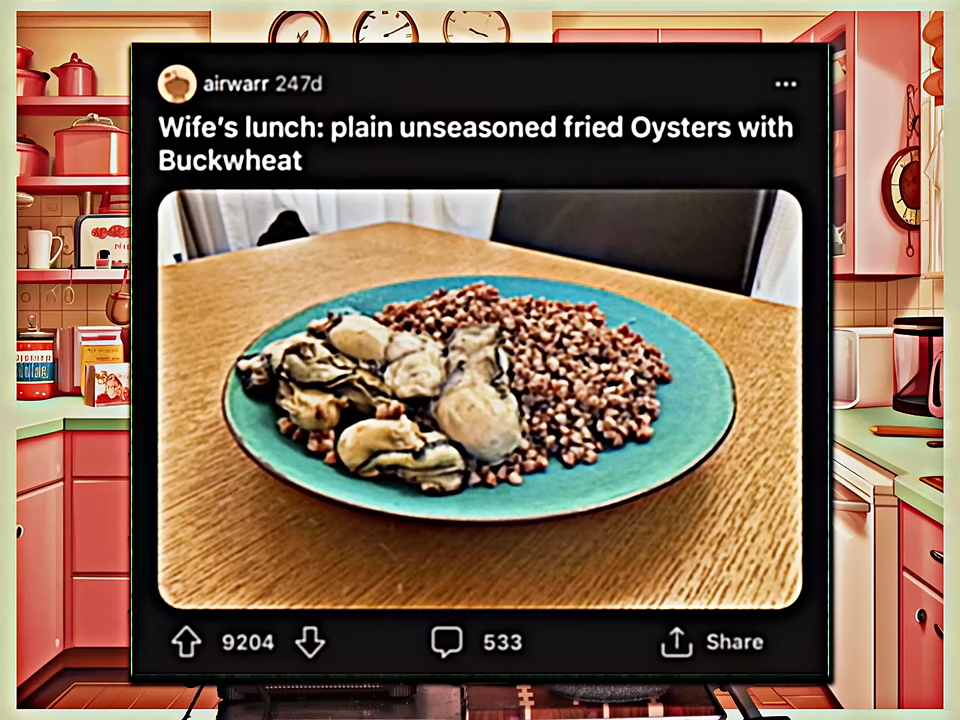 airwarr 247d
Wife's lunch: plain unseasoned fried Oysters with
Buckwheat
9204
533
Share